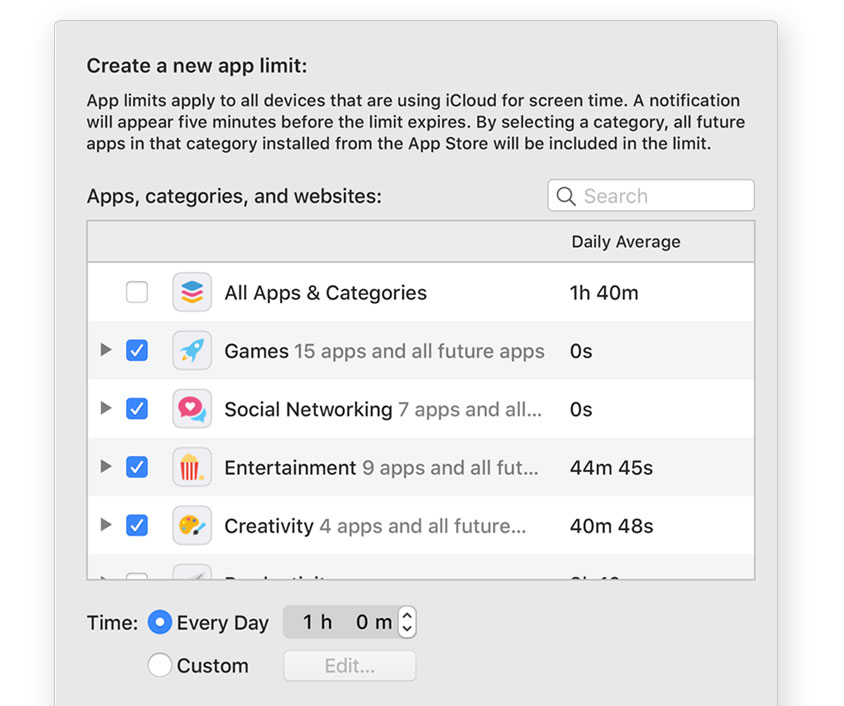 Create a new app limit:
App limits apply to all devices that are using iCloud for screen time. A notification
will appear five minutes before the limit expires. By selecting a category, all future
apps in that category installed from the App Store will be included in the limit.
Apps, categories, and websites:
Search
Daily Average
All Apps & Categories 1h 40m
Games 15 apps and all future apps 0s
Social Networking 7 apps and all... 0s
Entertainment 9 apps and all fut... 44m 45s
Creativity 4 apps and all future... 40m 48s
Time: Every Day 1 h 0 m
Custom Edit...